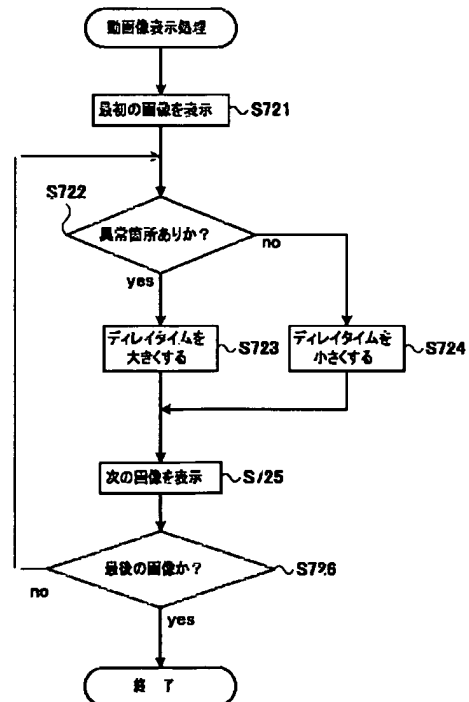 動画像表示処理
最初の画像を表示
S721
S722
異常箇所ありか？
no
yes
ディレイタイムを
大きくする
S723
ディレイタイムを
小さくする
S724
次の画像を表示
S725
最後の画像か？
S726
no
yes
終 了